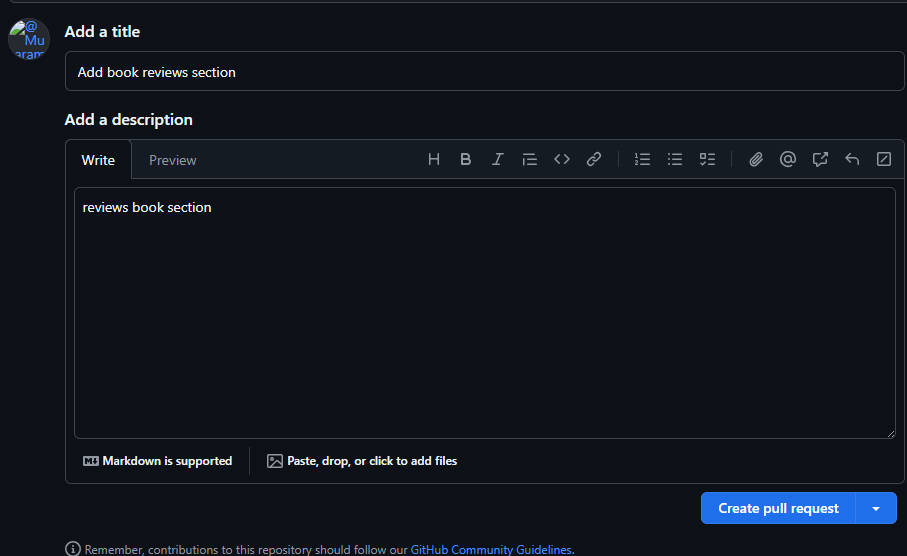 @
Mu
aram
Add a title
Add book reviews section
Add a description
Write Preview
reviews book section
Markdown is supported Paste, drop, or click to add files
Create pull request
Remember, contributions to this repository should follow our GitHub Community Guidelines.